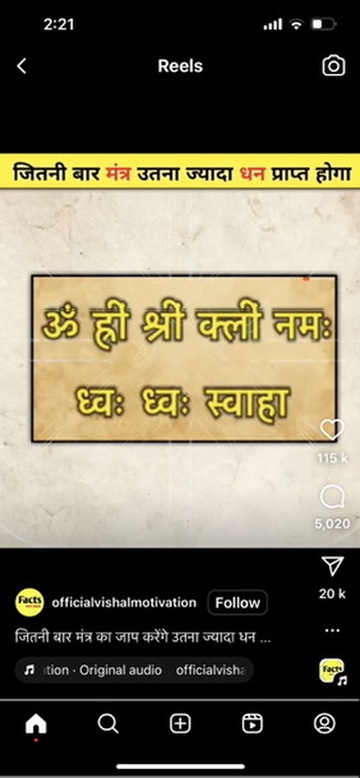 2:21
Reels
जितनी बार मंत्र उतना ज्यादा धन प्राप्त होगा
ॐ ह्रीं श्रीं क्लीं नमः
ध्वः ध्वः स्वाहा
115 k
5,020
20 k
Facts
officialvishalmotivation
Follow
जितनी बार मंत्र का जाप करेंगे उतना ज्यादा धन ...
tion · Original audio officialvisha
Facts